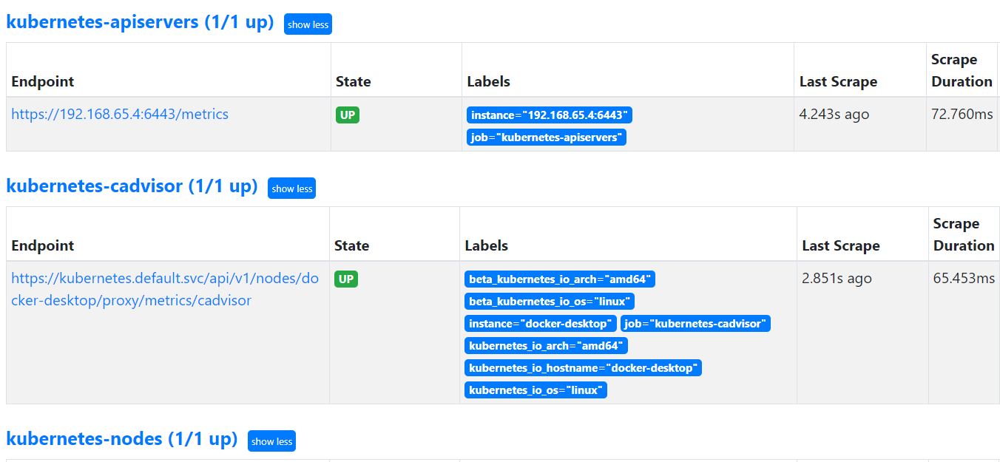 kubernetes-apiservers (1/1 up) show less
Endpoint State Labels Last Scrape Scrape Duration
https://192.168.65.4:6443/metrics UP instance="192.168.65.4:6443" 4.243s ago 72.760ms
job="kubernetes-apiservers"
kubernetes-cadvisor (1/1 up) show less
Endpoint State Labels Last Scrape Scrape Duration
https://kubernetes.default.svc/api/v1/nodes/do UP beta_kubernetes_io_arch="amd64" 2.851s ago 65.453ms
cker-desktop/proxy/metrics/cadvisor beta_kubernetes_io_os="linux"
instance="docker-desktop" job="kubernetes-cadvisor"
kubernetes_io_arch="amd64"
kubernetes_io_hostname="docker-desktop"
kubernetes_io_os="linux"
kubernetes-nodes (1/1 up) show less